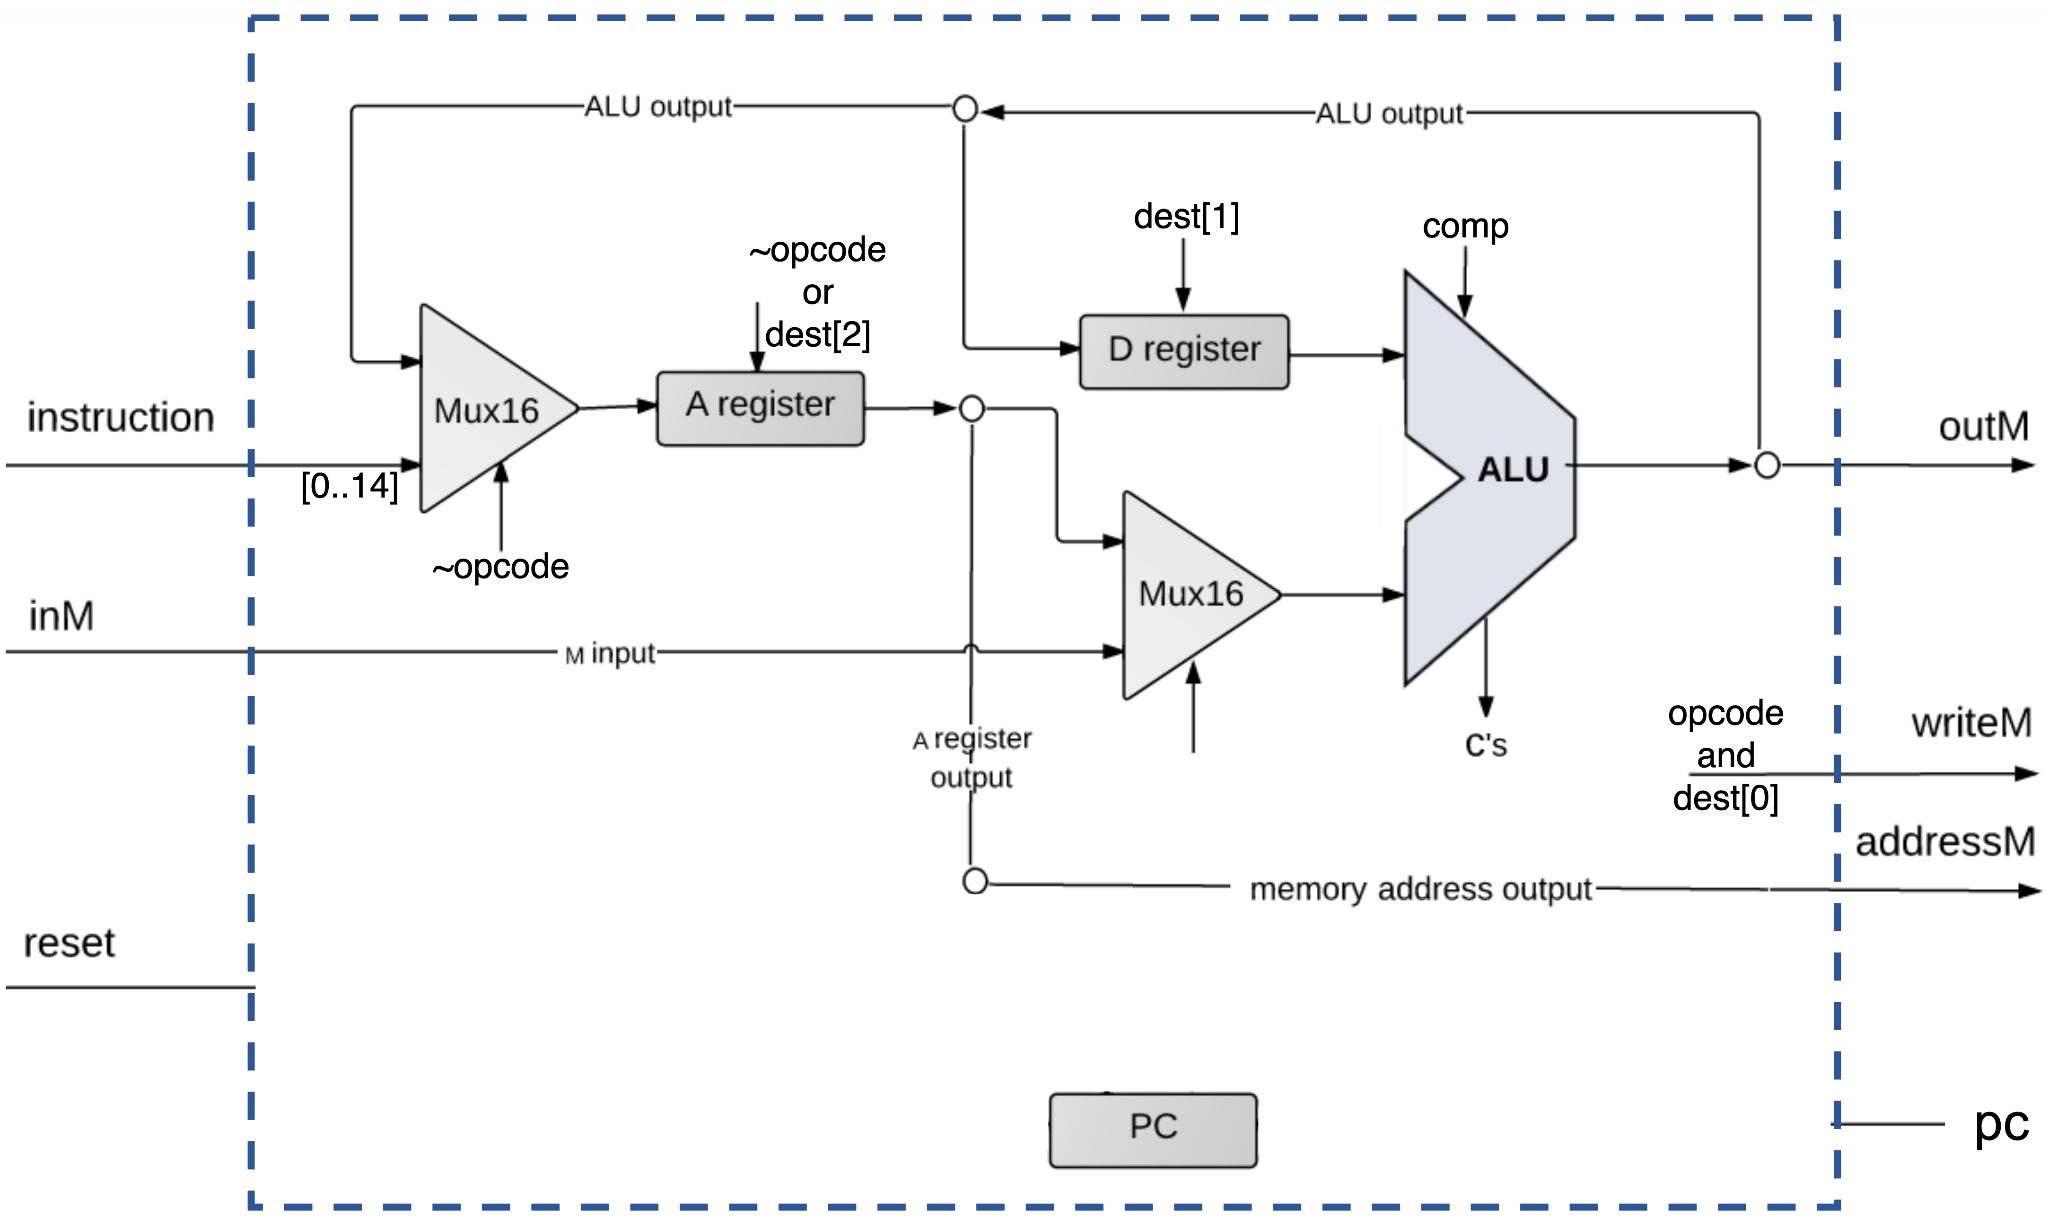 ALU output
ALU output
dest[1]
comp
~opcode
or
dest[2]
D register
A register
Mux16
instruction
[0..14]
~opcode
ALU
outM
Mux16
inM
M input
A register
output
C's
opcode
and
dest[0]
writeM
addressM
memory address output
reset
PC
pc